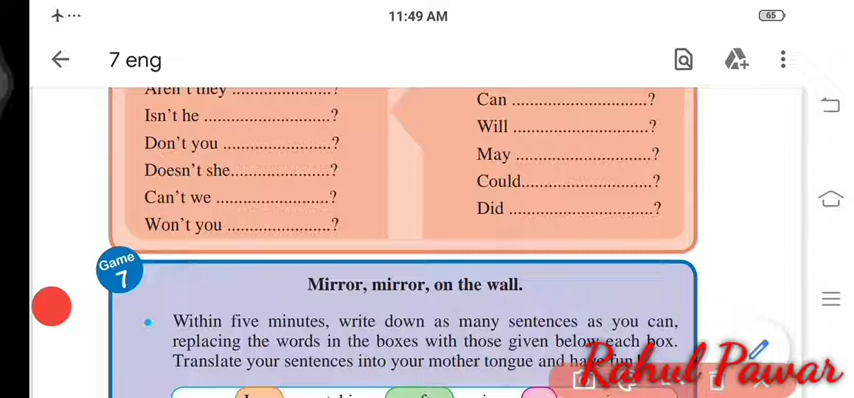 11:49 AM
65
7 eng
Aren't they ........................?
Isn't he ..............................?
Don't you ...........................?
Doesn't she.........................?
Can't we ...........................?
Won't you ........................?
Can ................................?
Will ................................?
May .................................?
Could..............................?
Did ..................................?
Game
7
Mirror, mirror, on the wall.
• Within five minutes, write down as many sentences as you can,
replacing the words in the boxes with those given below each box.
Translate your sentences into your mother tongue and have fun!
Rahul Pawar